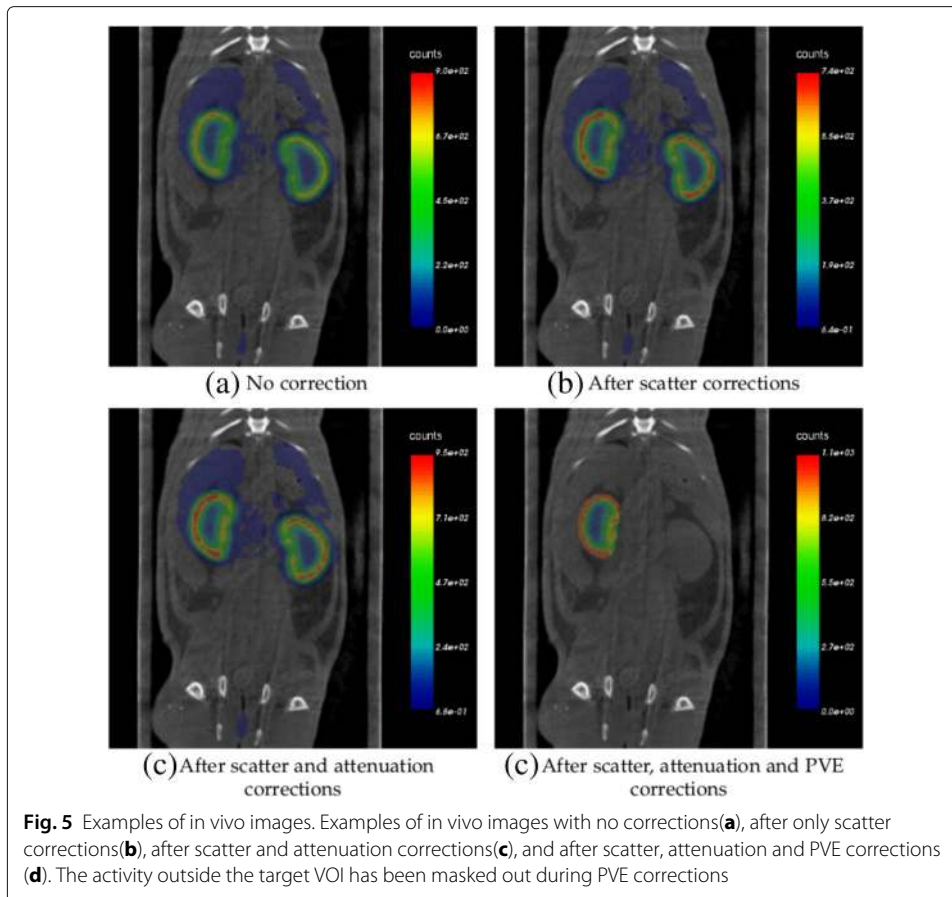 counts
9.0e+02
6.7e+02
4.5e+02
2.2e+02
0.0e+00
(a) No correction
counts
7.4e+02
5.5e+02
3.7e+02
1.9e+02
6.4e-01
(b) After scatter corrections
counts
9.5e+02
7.1e+02
4.7e+02
2.4e+02
6.8e-01
(c) After scatter and attenuation
corrections
counts
1.1e+03
8.2e+02
5.5e+02
2.7e+02
0.0e+00
(c) After scatter, attenuation and PVE
corrections
Fig. 5 Examples of in vivo images. Examples of in vivo images with no corrections(a), after only scatter
corrections(b), after scatter and attenuation corrections(c), and after scatter, attenuation and PVE corrections
(d). The activity outside the target VOI has been masked out during PVE corrections